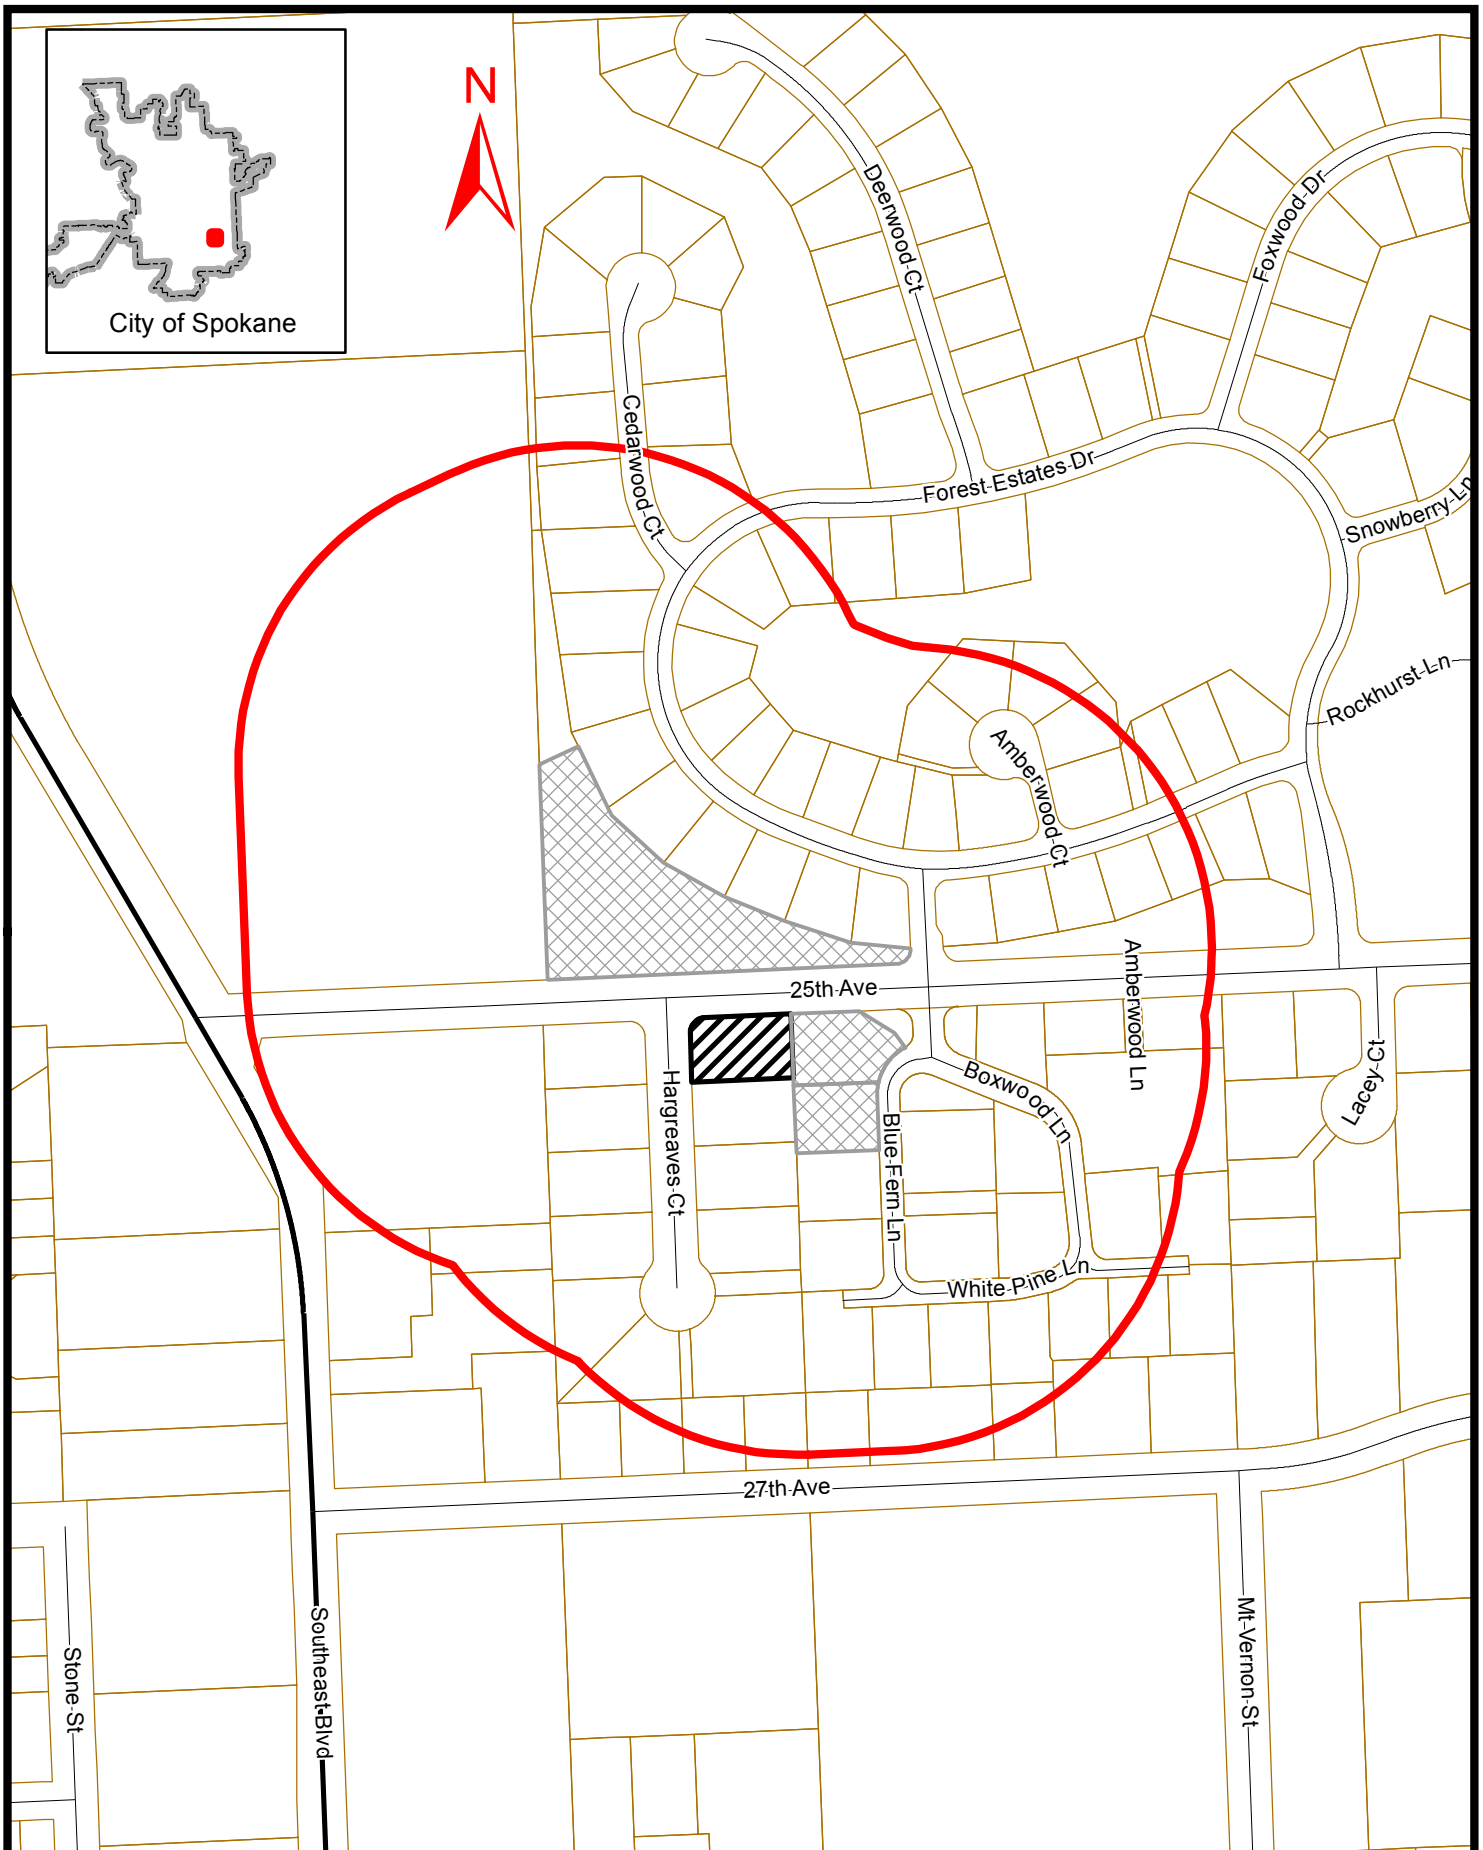 N
City of Spokane
Deerwood Ct
Foxwood Dr
Cedarwood Ct
Forest Estates Dr
Snowberry Ln
Rockhurst Ln
Amberwood Ct
Amberwood Ln
25th Ave
Hargreaves Ct
Boxwood Ln
Blue Fern Ln
Lacey Ct
White Pine Ln
27th Ave
Stone St
Southeast Blvd
Mt Vernon St